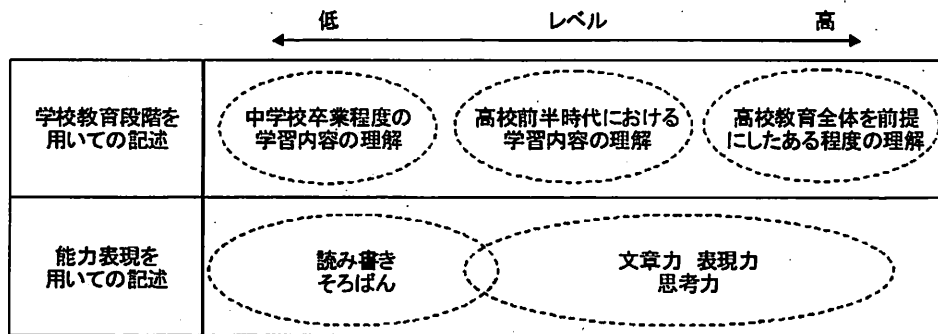 低 レベル 高
学校教育段階を
用いての記述
中学校卒業程度の
学習内容の理解
高校前半時代における
学習内容の理解
高校教育全体を前提
にしたある程度の理解
能力表現を
用いての記述
読み書き
そろばん
文章力 表現力
思考力